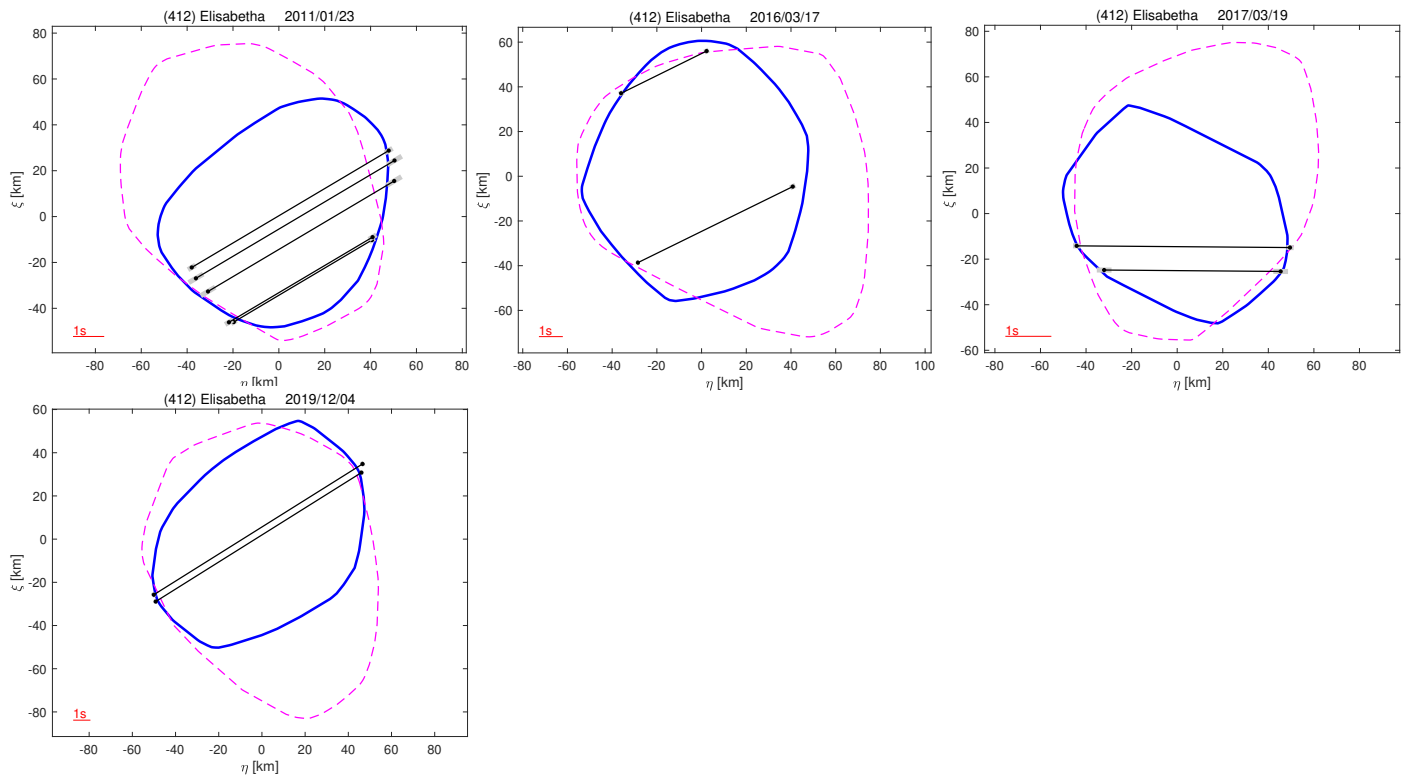 (412) Elisabetha 2011/01/23
80
60
40
20
0
-20
-40
ξ [km]
1s
-80 -60 -40 -20 0 20 40 60 80
η [km]
(412) Elisabetha 2016/03/17
60
40
20
0
-20
-40
-60
ξ [km]
1s
-80 -60 -40 -20 0 20 40 60 80 100
η [km]
(412) Elisabetha 2017/03/19
80
60
40
20
0
-20
-40
-60
ξ [km]
1s
-80 -60 -40 -20 0 20 40 60 80
η [km]
(412) Elisabetha 2019/12/04
60
40
20
0
-20
-40
-60
-80
ξ [km]
1s
-80 -60 -40 -20 0 20 40 60 80
η [km]